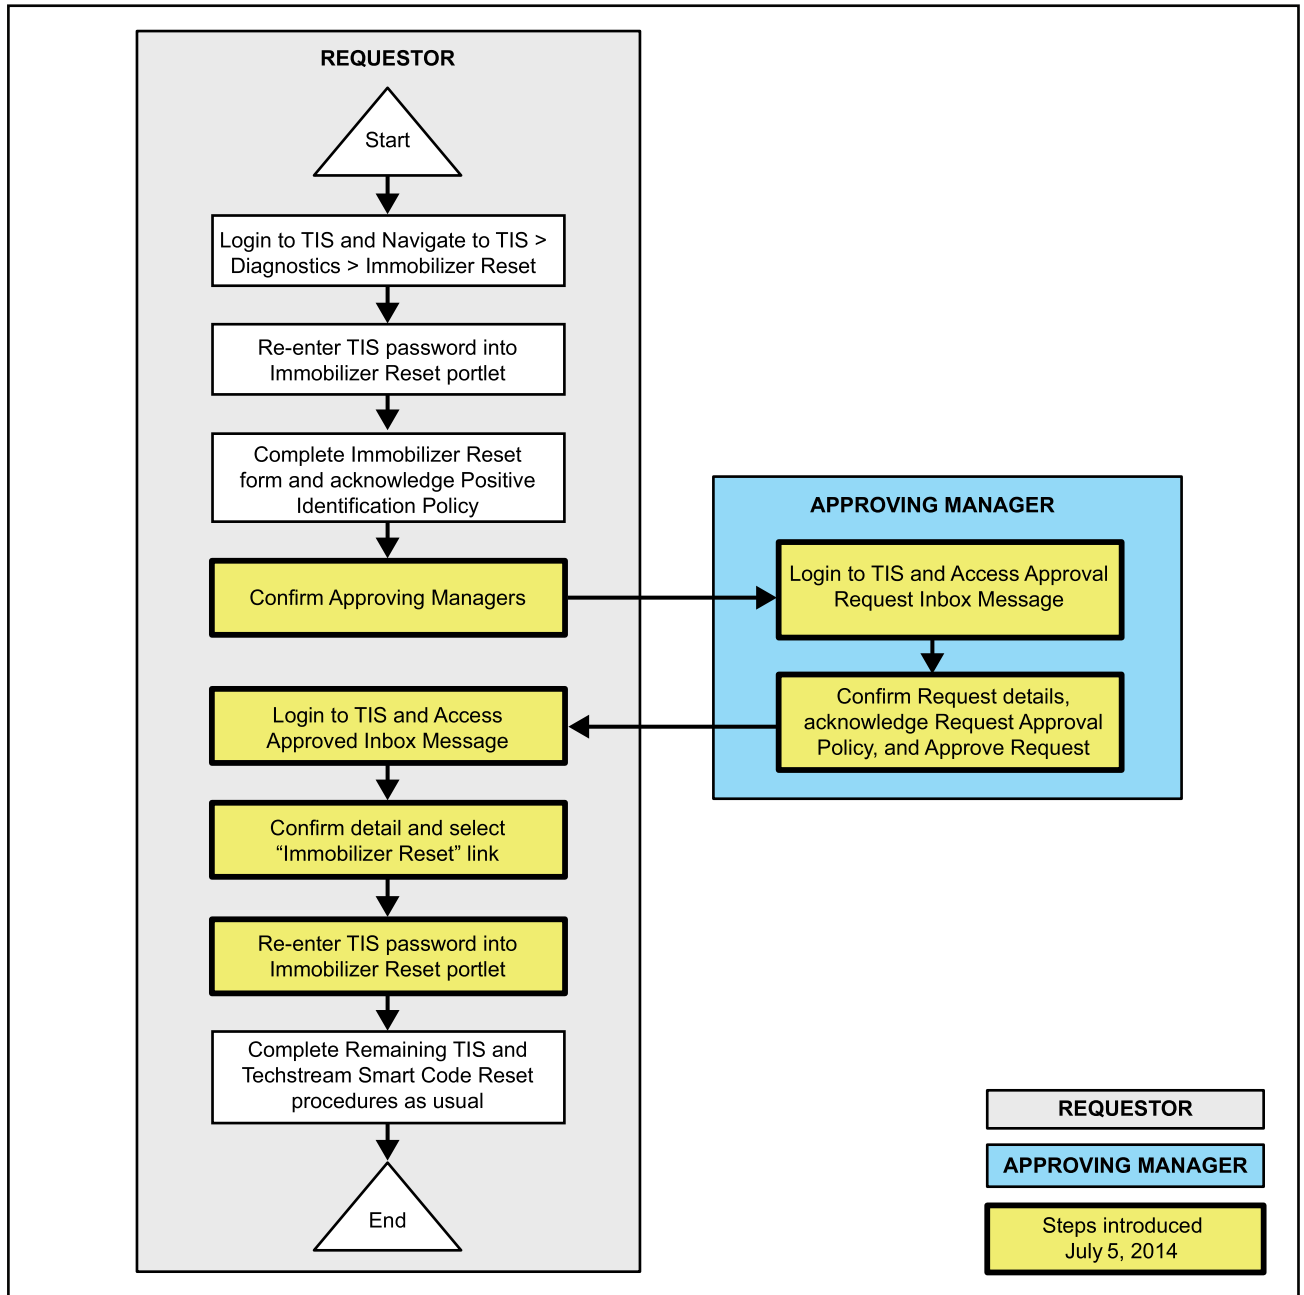 REQUESTOR
Start
Login to TIS and Navigate to TIS >
Diagnostics > Immobilizer Reset
Re-enter TIS password into
Immobilizer Reset portlet
Complete Immobilizer Reset
form and acknowledge Positive
Identification Policy
Confirm Approving Managers
APPROVING MANAGER
Login to TIS and Access Approval
Request Inbox Message
Confirm Request details,
acknowledge Request Approval
Policy, and Approve Request
Login to TIS and Access
Approved Inbox Message
Confirm detail and select
“Immobilizer Reset” link
Re-enter TIS password into
Immobilizer Reset portlet
Complete Remaining TIS and
Techstream Smart Code Reset
procedures as usual
End
REQUESTOR
APPROVING MANAGER
Steps introduced
July 5, 2014